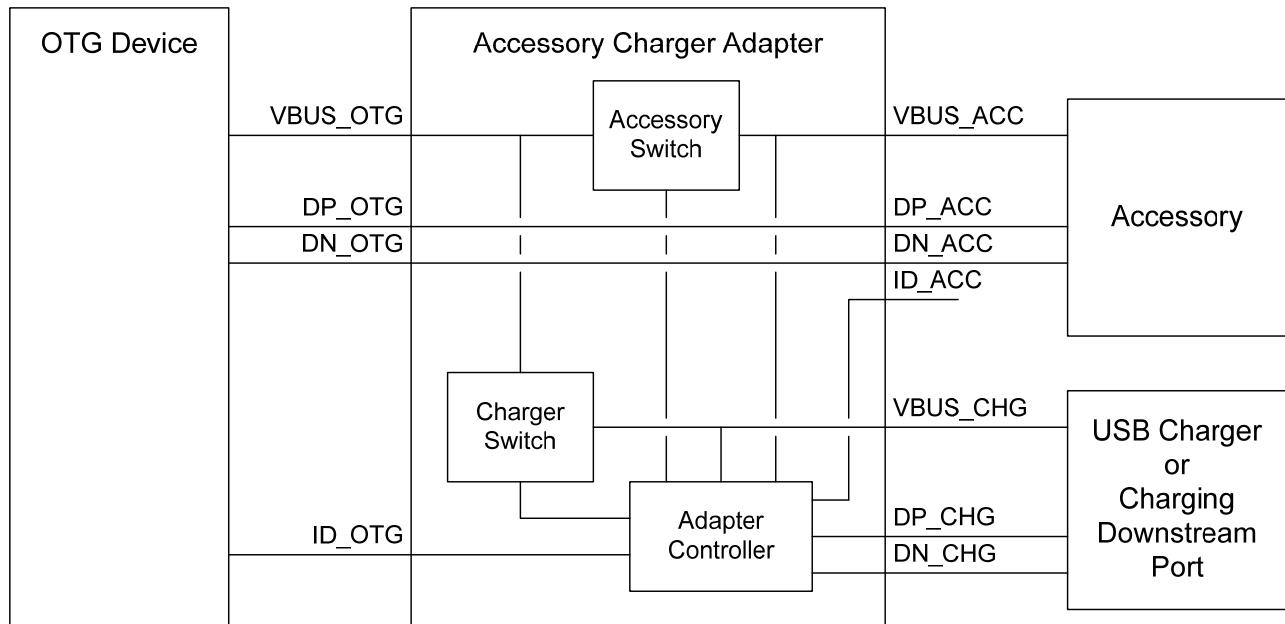 OTG Device
Accessory Charger Adapter
VBUS_OTG
Accessory
Switch
VBUS_ACC
DP_OTG
DP_ACC
Accessory
DN_OTG
DN_ACC
ID_ACC
Charger
Switch
VBUS_CHG
USB Charger
or
Charging
Downstream
Port
Adapter
Controller
DP_CHG
ID_OTG
DN_CHG